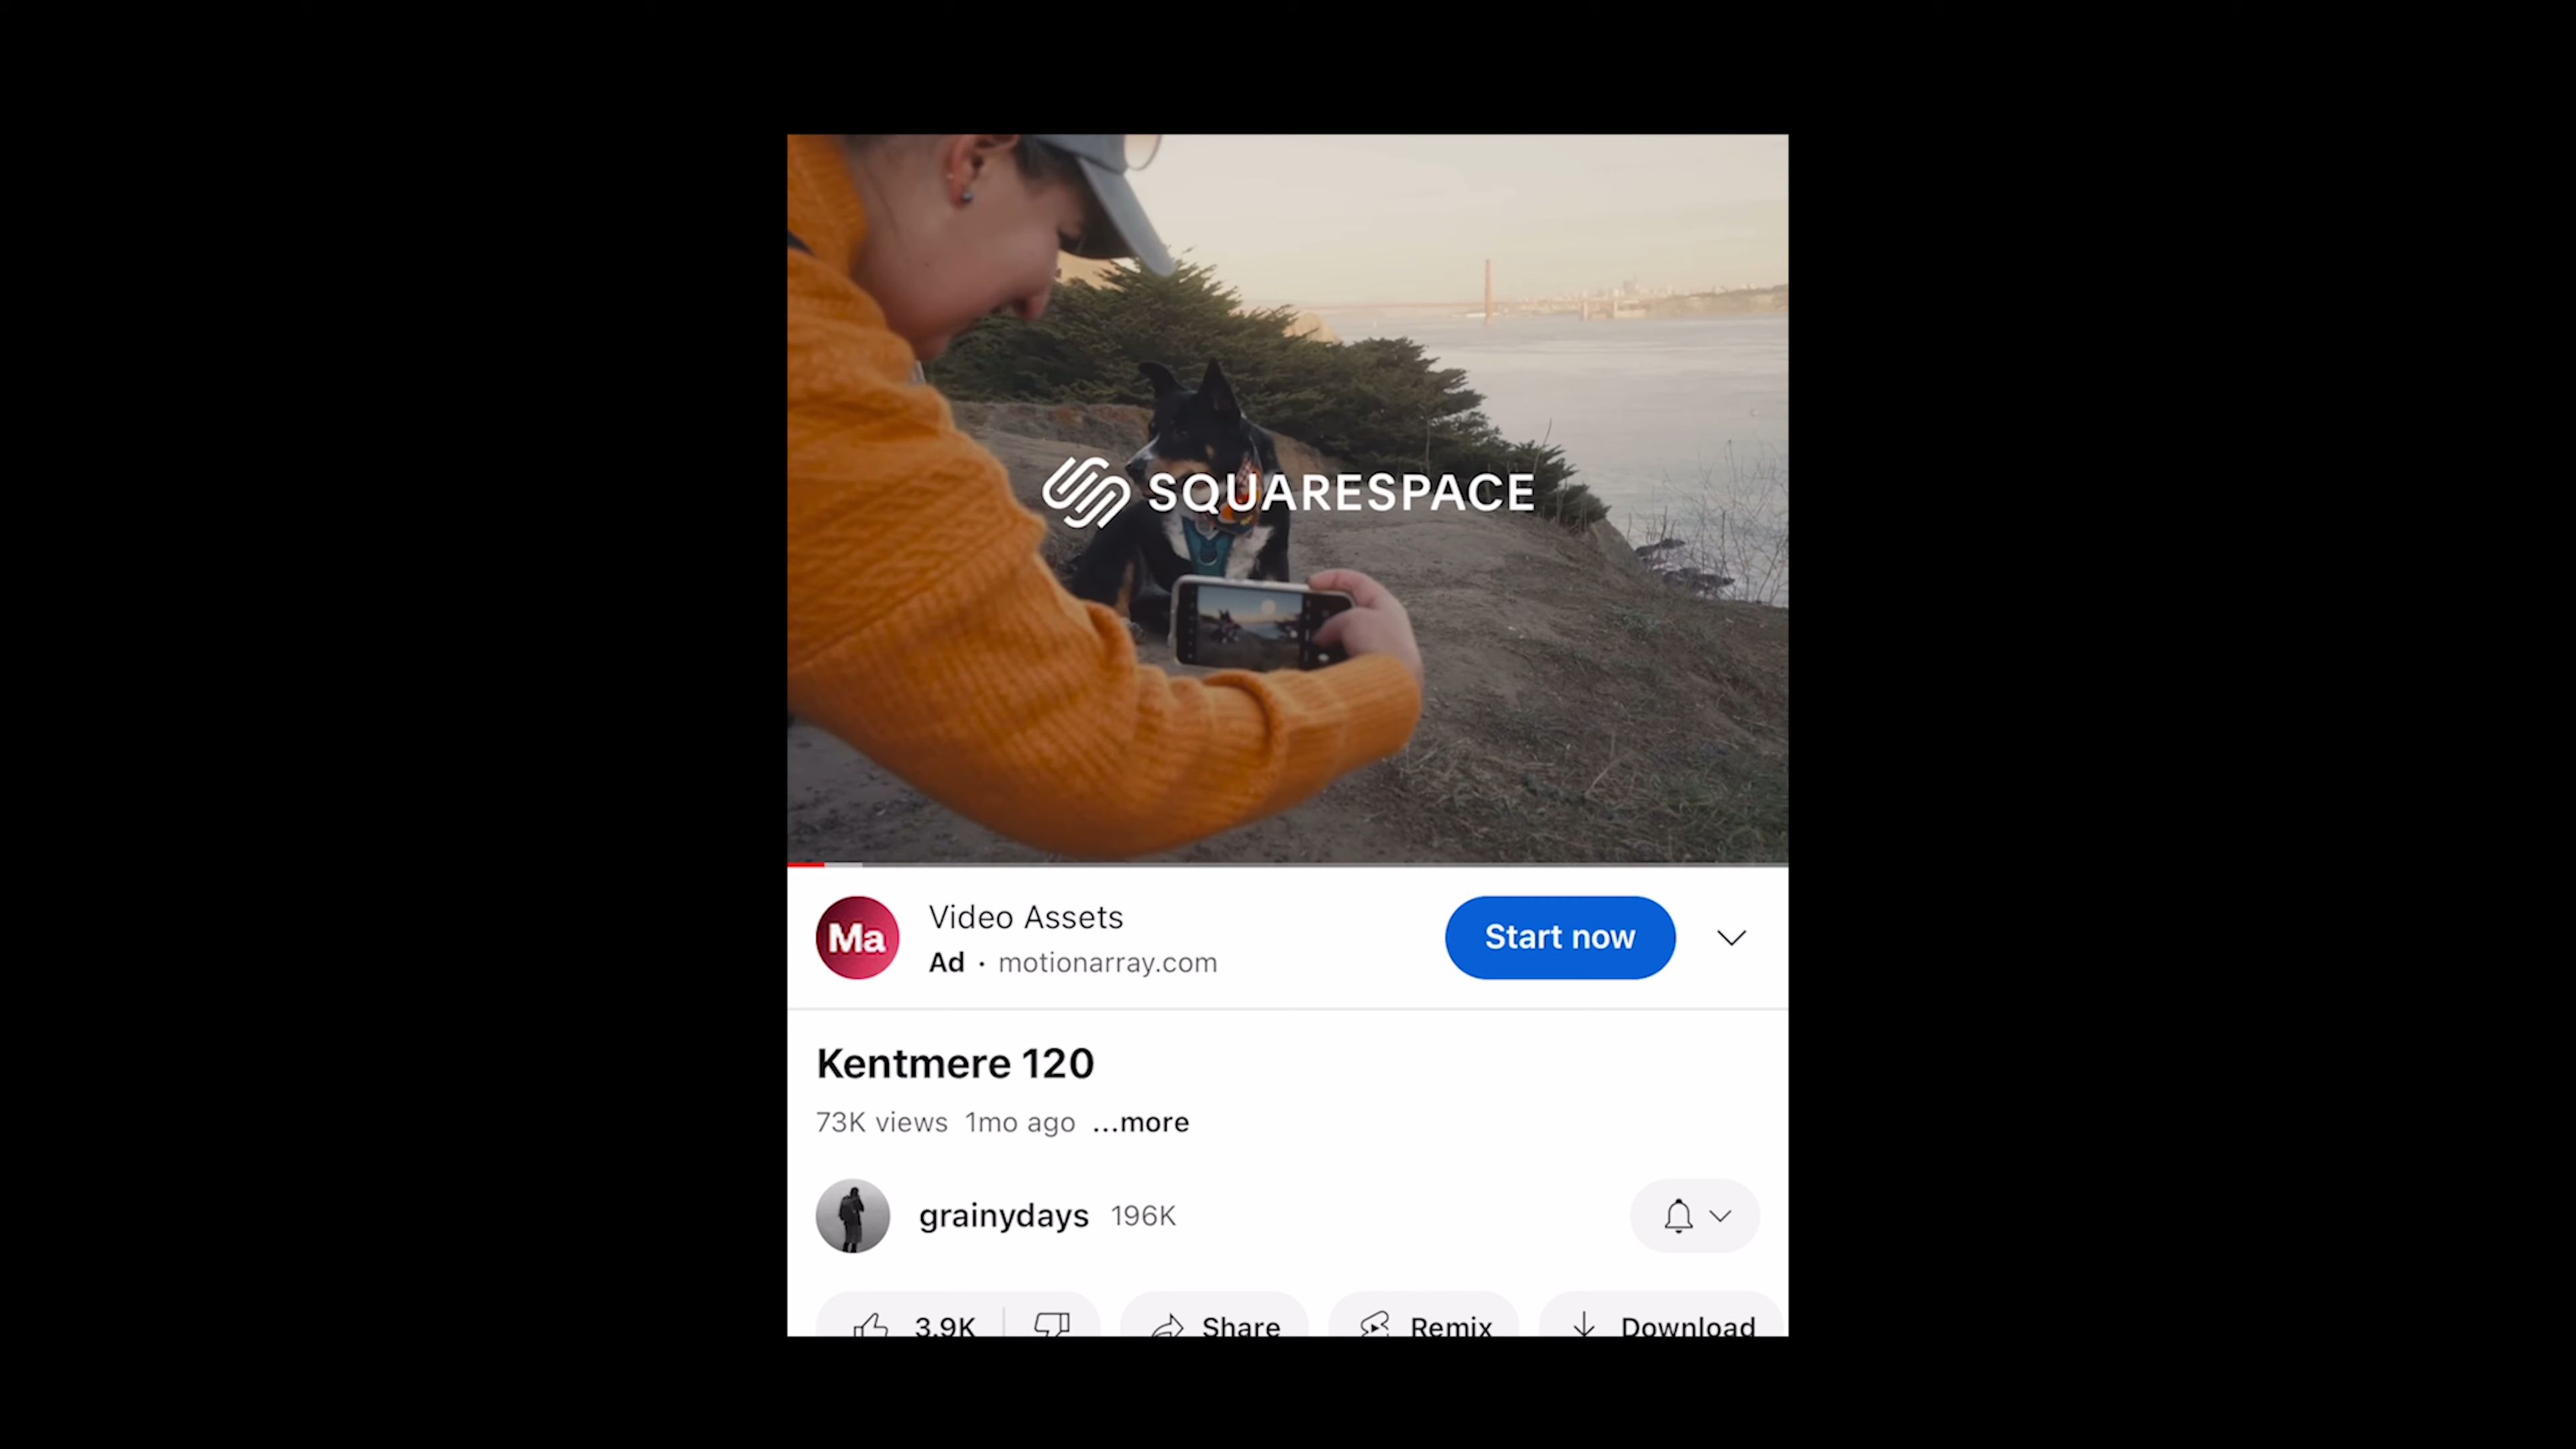 SQUARESPACE
Ma
Video Assets
Ad · motionarray.com
Start now
Kentmere 120
73K views 1mo ago ...more
grainydays 196K
3.9K
Share
Remix
Download